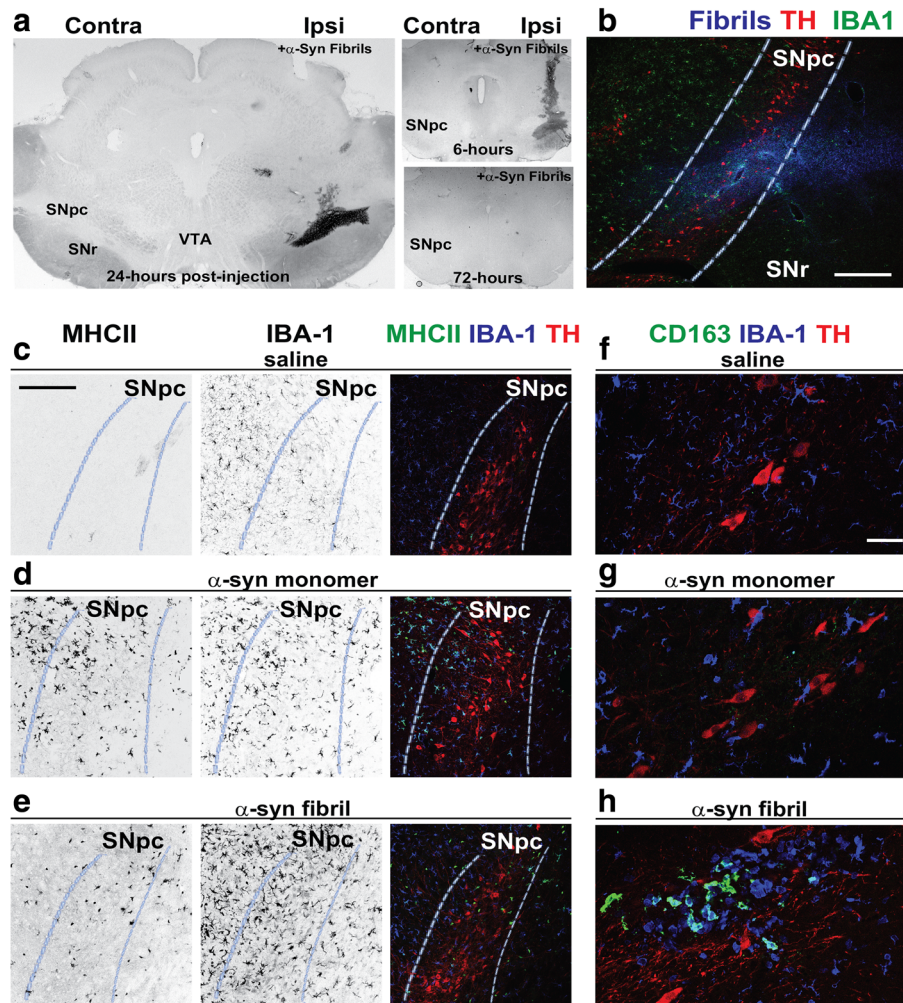 a Contra Ipsi
+α-Syn Fibrils
SNpc
SNr
VTA
24-hours post-injection
Contra Ipsi
+α-Syn Fibrils
SNpc
6-hours
+α-Syn Fibrils
SNpc
72-hours
b Fibrils TH IBA1
SNpc
SNr
MHCII IBA-1 MHCII IBA-1 TH
c saline
SNpc SNpc SNpc
d α-syn monomer
SNpc SNpc SNpc
e α-syn fibril
SNpc SNpc SNpc
CD163 IBA-1 TH
f saline
g α-syn monomer
h α-syn fibril